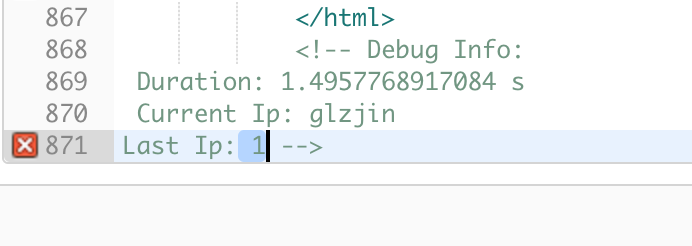 867 </html>
868 <!-- Debug Info:
869 Duration: 1.4957768917084 s
870 Current Ip: glzjin
871 Last Ip: 1 -->